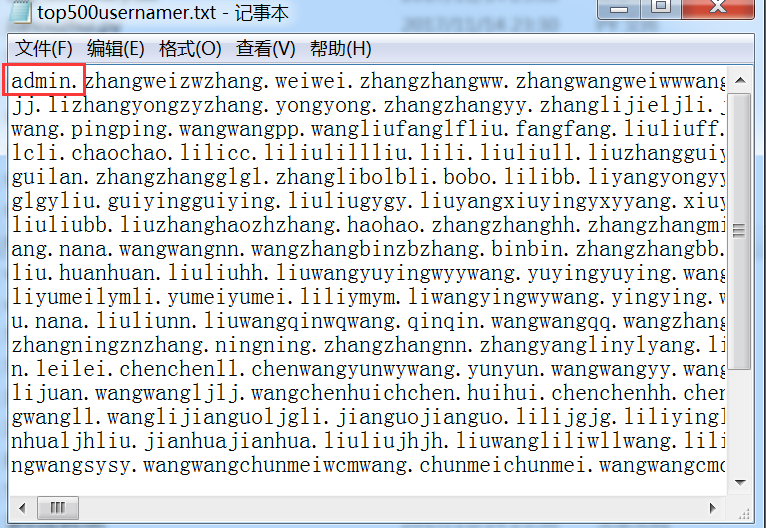 top500usernamer.txt - 记事本
文件(F) 编辑(E) 格式(O) 查看(V) 帮助(H)
admin.zhangweizwzhang.weiwei.zhangzhangww.zhangwangweiwwwang
jj.lizhangyongzyzhang.yongyong.zhangzhangyy.zhanglijieljli.j
wang.pingping.wangwangpp.wangliufanglfliu.fangfang.liuliuff.
lcli.chaochao.lilicc.liliulillliu.lili.liuliull.liuzhangguiy
guilan.zhangzhangglgl.zhanglibolbli.bobo.lilibb.liyangyongyy
glgyliu.guiyingguiying.liuliugygy.liuyangxiuyingyxyyang.xiuy
liuliubb.liuzhanghaozhzhang.haohao.zhangzhanghh.zhangzhangmi
ang.nana.wangwangnn.wangzhangbinzbzhang.binbin.zhangzhangbb.
liu.huanhuan.liuliuhh.liuwangyuyingwyywang.yuyingyuying.wang
liyumeilymli.yumeiyumei.liliymym.liwangyingwywang.yingying.w
u.nana.liuliunn.liuwangqinwqwang.qinqin.wangwangqq.wangzhang
zhangningznzhang.ningning.zhangzhangnn.zhangyanglinylyang.li
n.leilei.chenchenll.chenwangyunwywang.yunyun.wangwangyy.wang
lijuan.wangwangljlj.wangchenhuichchen.huihui.chenchenhh.chen
gwangll.wanglijianguoljgli.jianguojianguo.lilijgjg.liliyingl
nhualjhliu.jianhuajianhua.liuliujhjh.liuwangliliwllwang.lili
ngwangsysy.wangwangchunmeiwcmwang.chunmeichunmei.wangwangcmc